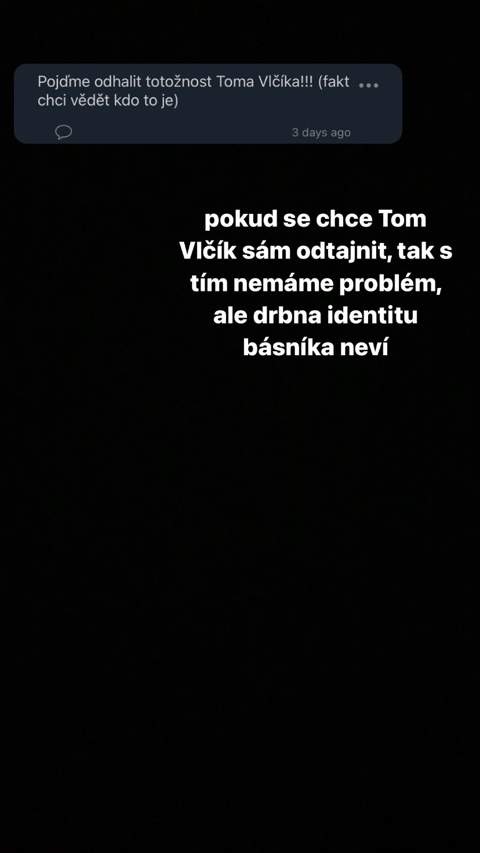 Pojďme odhalit totožnost Toma Vlčíka!!! (fakt
chci vědět kdo to je)
3 days ago
pokud se chce Tom
Vlčík sám odtajnit, tak s
tím nemáme problém,
ale drbna identitu
básníka neví